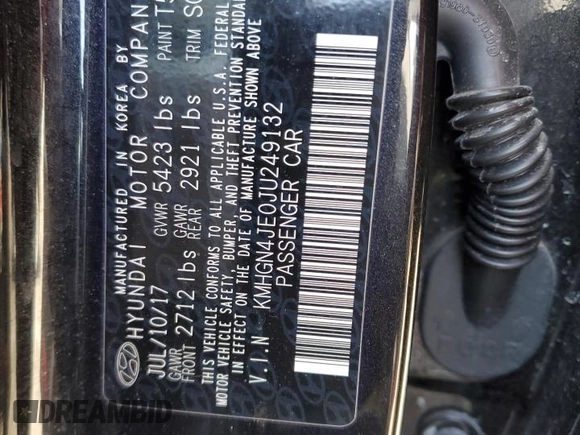 MANUFACTURED IN KOREA BY
HYUNDAI MOTOR COMPAN
JUL/10/17 GVWR 5423 lbs PAINT T5
GAWR FRONT 2712 lbs GAWR REAR 2921 lbs TRIM SC
THIS VEHICLE CONFORMS TO ALL APPLICABLE U.S.A. FEDERAL
MOTOR VEHICLE SAFETY, BUMPER, AND THEFT PREVENTION STANDA
IN EFFECT ON THE DATE OF MANUFACTURE SHOWN ABOVE
V.I.N KMHGN4JE0JU249132
PASSENGER CAR
DREAMBID